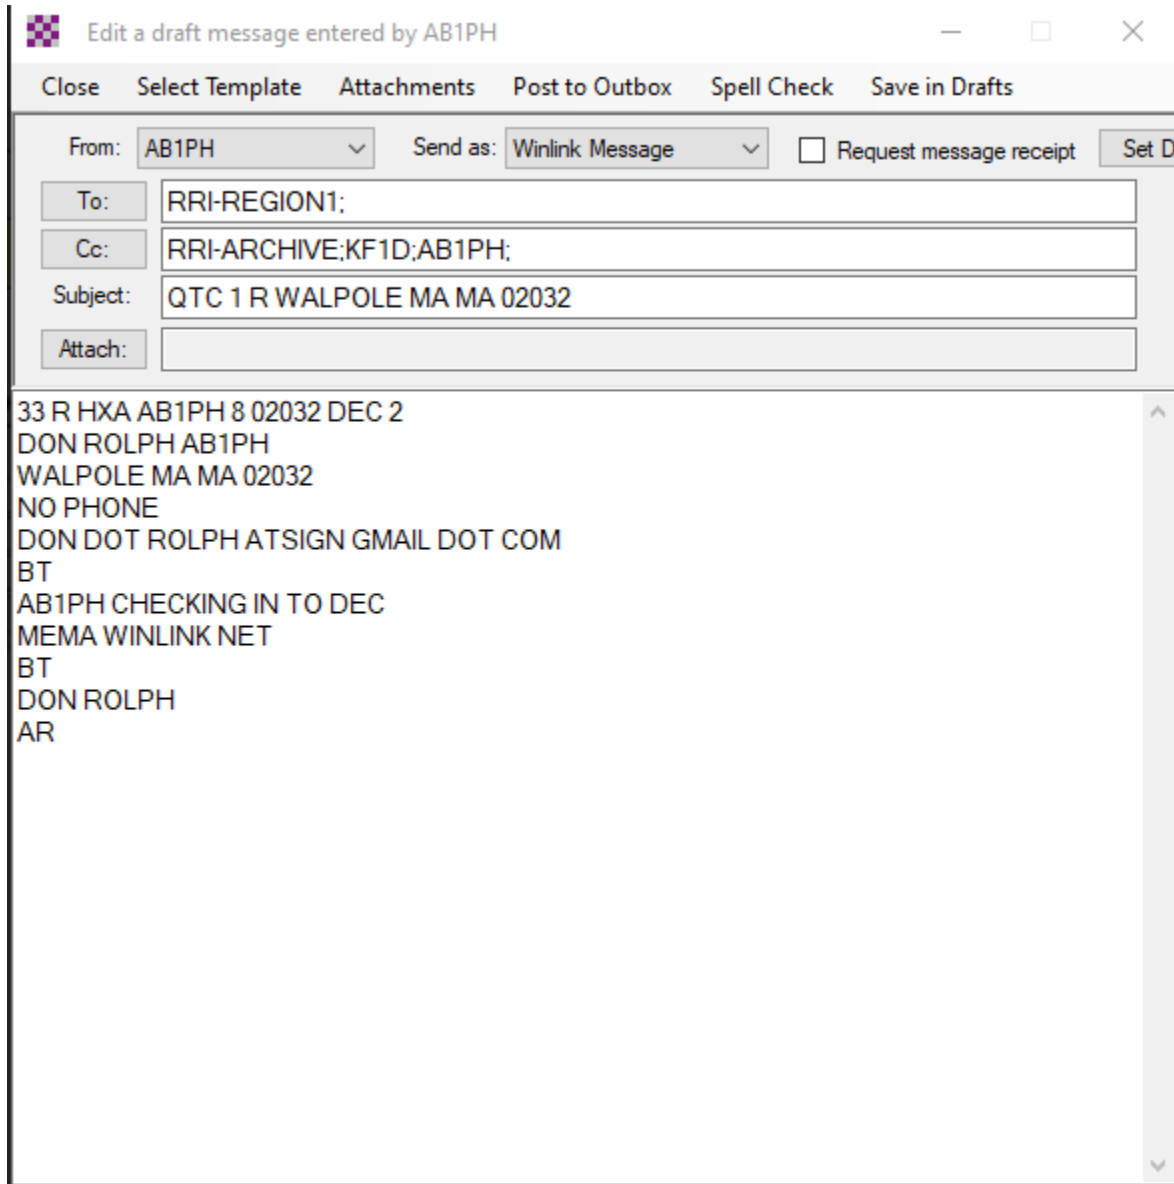 Edit a draft message entered by AB1PH
Close Select Template Attachments Post to Outbox Spell Check Save in Drafts
From: AB1PH Send as: Winlink Message Request message receipt Set D
To: RRI-REGION1;
Cc: RRI-ARCHIVE;KF1D;AB1PH;
Subject: QTC 1 R WALPOLE MA MA 02032
Attach:
33 R HXA AB1PH 8 02032 DEC 2
DON ROLPH AB1PH
WALPOLE MA MA 02032
NO PHONE
DON DOT ROLPH ATSIGN GMAIL DOT COM
BT
AB1PH CHECKING IN TO DEC
MEMA WINLINK NET
BT
DON ROLPH
AR